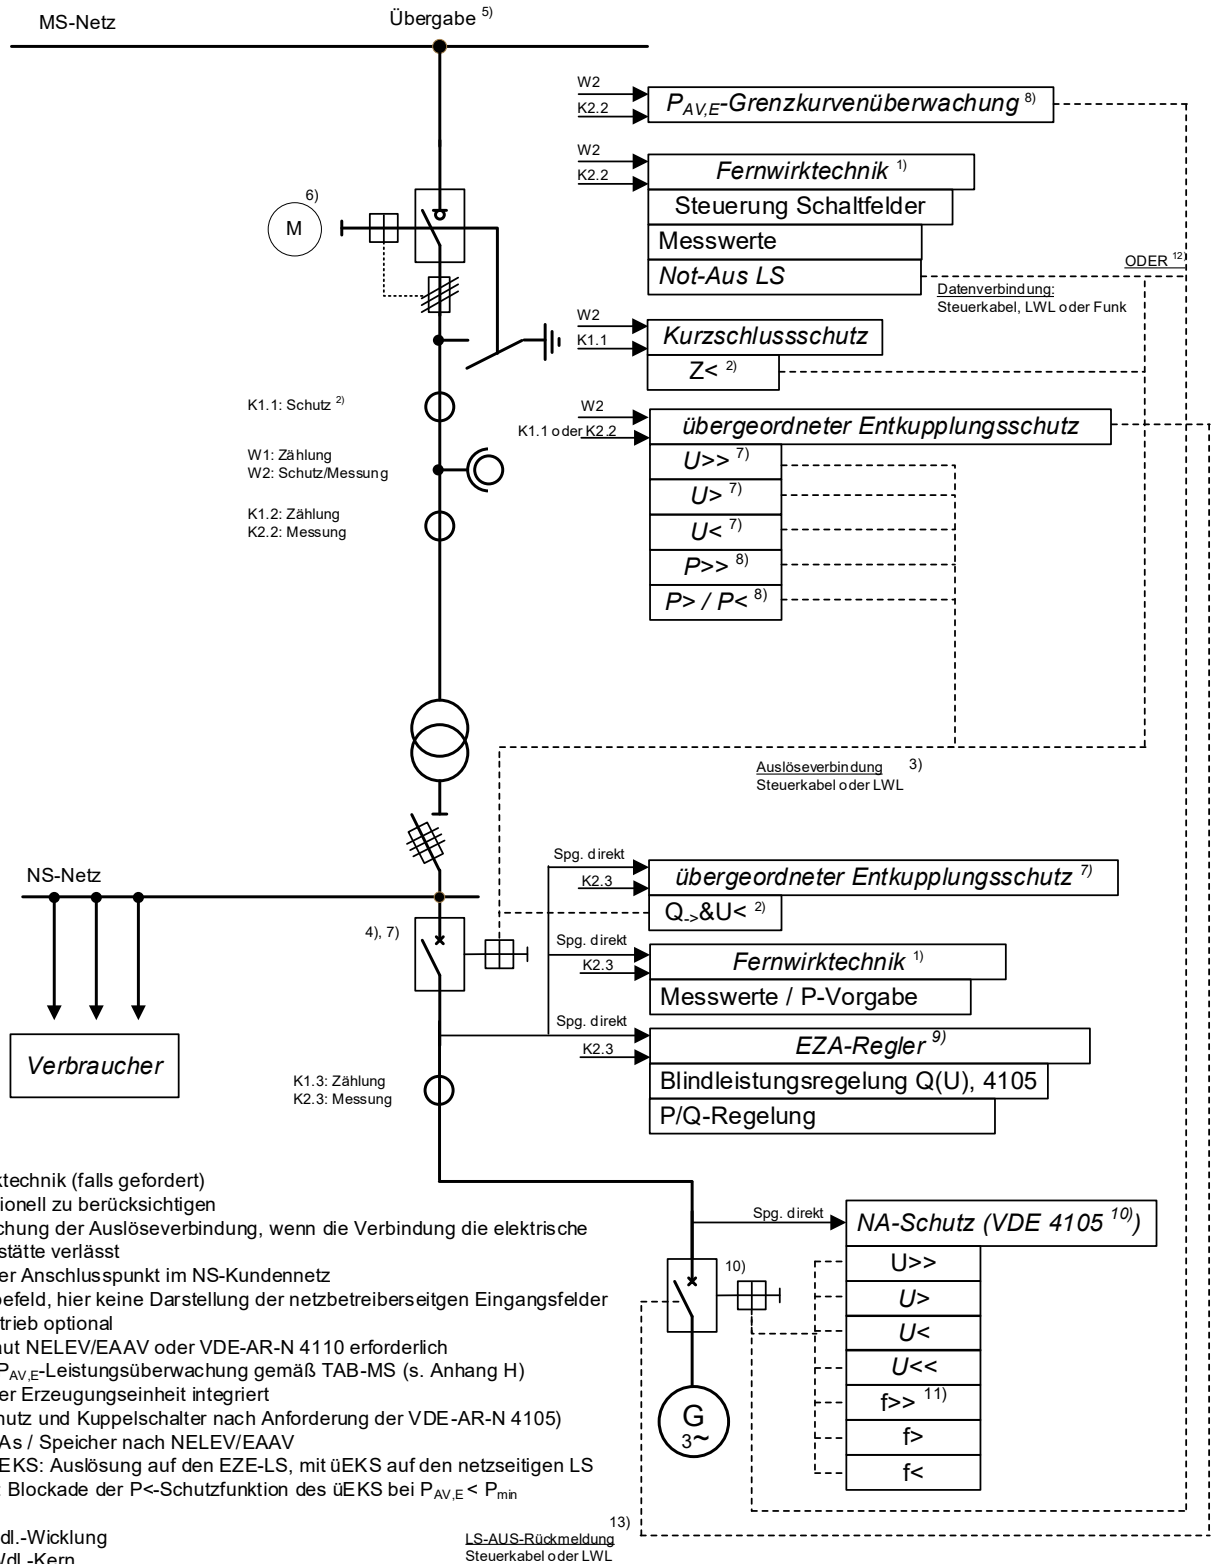 MS-Netz
Übergabe 5)
W2
K2.2
P AV,E-Grenzkurvenüberwachung 8)
W2
K2.2
Fernwirktechnik 1)
Steuerung Schaltfelder
Messwerte
Not-Aus LS
ODER 12)
Datenverbindung:
Steuerkabel, LWL oder Funk
6)
M
W2
K1.1
Kurzschlussschutz
Z< 2)
K1.1: Schutz 2)
W2
K1.1 oder K2.2
übergeordneter Entkupplungsschutz
U>> 7)
U> 7)
U< 7)
P>> 8)
P> / P< 8)
W1: Zählung
W2: Schutz/Messung
K1.2: Zählung
K2.2: Messung
Auslöseverbindung 3)
Steuerkabel oder LWL
NS-Netz
4), 7)
Spg. direkt
K2.3
übergeordneter Entkupplungsschutz 7)
Q->&U< 2)
Spg. direkt
K2.3
Fernwirktechnik 1)
Messwerte / P-Vorgabe
Spg. direkt
K2.3
EZA-Regler 9)
Blindleistungsregelung Q(U), 4105
P/Q-Regelung
Verbraucher
K1.3: Zählung
K2.3: Messung
Spg. direkt
NA-Schutz (VDE 4105 10))
U>>
U>
U<
U<<
f>> 11)
f>
f<
10)
G
3~
ktechnik (falls gefordert)
ionell zu berücksichtigen
chung der Auslöseverbindung, wenn die Verbindung die elektrische
stätte verlässt
er Anschlusspunkt im NS-Kundennetz
befeld, hier keine Darstellung der netzbetreiberseitgen Eingangsfelder
trieb optional
aut NELEV/EAAV oder VDE-AR-N 4110 erforderlich
PAV,E-Leistungsüberwachung gemäß TAB-MS (s. Anhang H)
er Erzeugungseinheit integriert
hutz und Kuppelschalter nach Anforderung der VDE-AR-N 4105)
As / Speicher nach NELEV/EAAV
EKS: Auslösung auf den EZE-LS, mit üEKS auf den netzseitigen LS
: Blockade der P<-Schutzfunktion des üEKS bei PAV,E < Pmin
dl.-Wicklung
Wdl.-Kern
LS-AUS-Rückmeldung 13)
Steuerkabel oder LWL